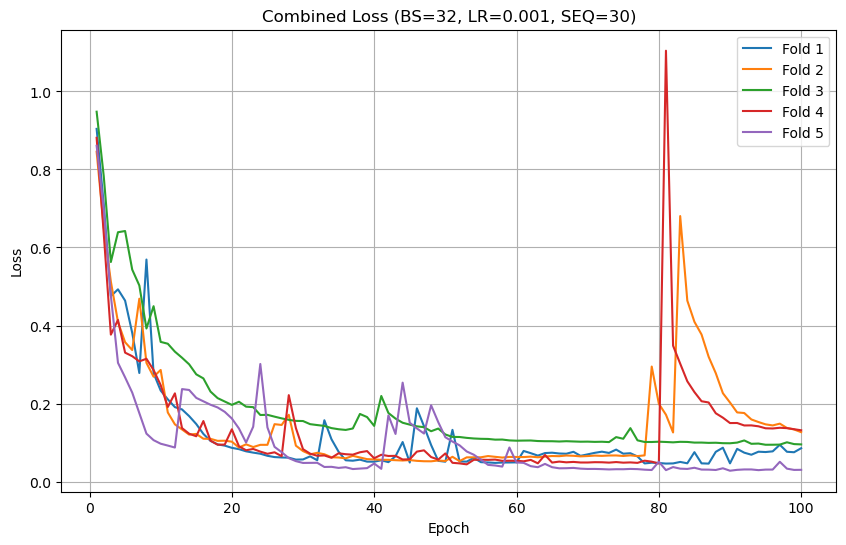 Combined Loss (BS=32, LR=0.001, SEQ=30)
Fold 1
Fold 2
Fold 3
Fold 4
Fold 5
1.0
0.8
0.6
0.4
0.2
0.0
Loss
0 20 40 60 80 100
Epoch